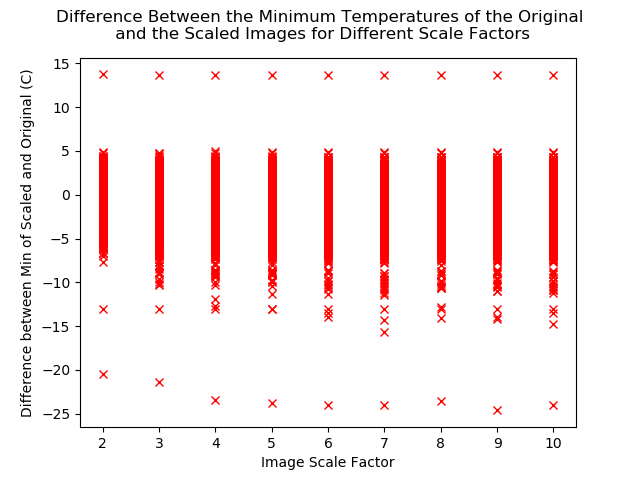 Difference Between the Minimum Temperatures of the Original
and the Scaled Images for Different Scale Factors
Difference between Min of Scaled and Original (C)
15
10
5
0
−5
−10
−15
−20
−25
2 3 4 5 6 7 8 9 10
Image Scale Factor